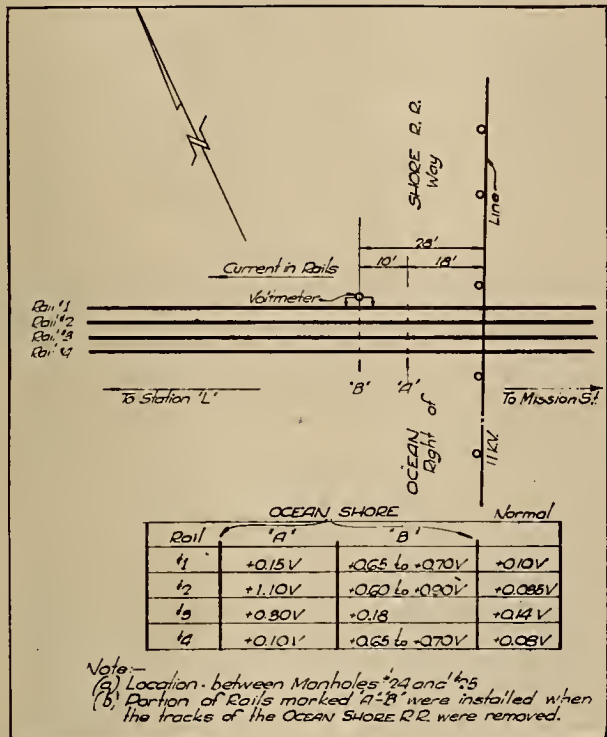 SHORE R.R.
Way
Line
28'
10'
18'
Current in Rails
Voltmeter
Rail #1
Rail #2
Rail #3
Rail #4
To Station 'L'
'B'
'A'
To Mission St.
OCEAN
Right of
11 KV.
OCEAN SHORE
Normal
Rail 'A' 'B'
#1 +0.15V +0.65 to +0.70V +0.10V
#2 +1.10V +0.60 to +0.90V +0.085V
#3 +0.80V +0.18 +0.14V
#4 +0.10V +0.65 to +0.70V +0.08V
Note:-
(a) Location - between Manholes #24 and
(b) Portion of Rails marked 'A'-'B' were installed when
the tracks of the OCEAN SHORE R.R. were removed.